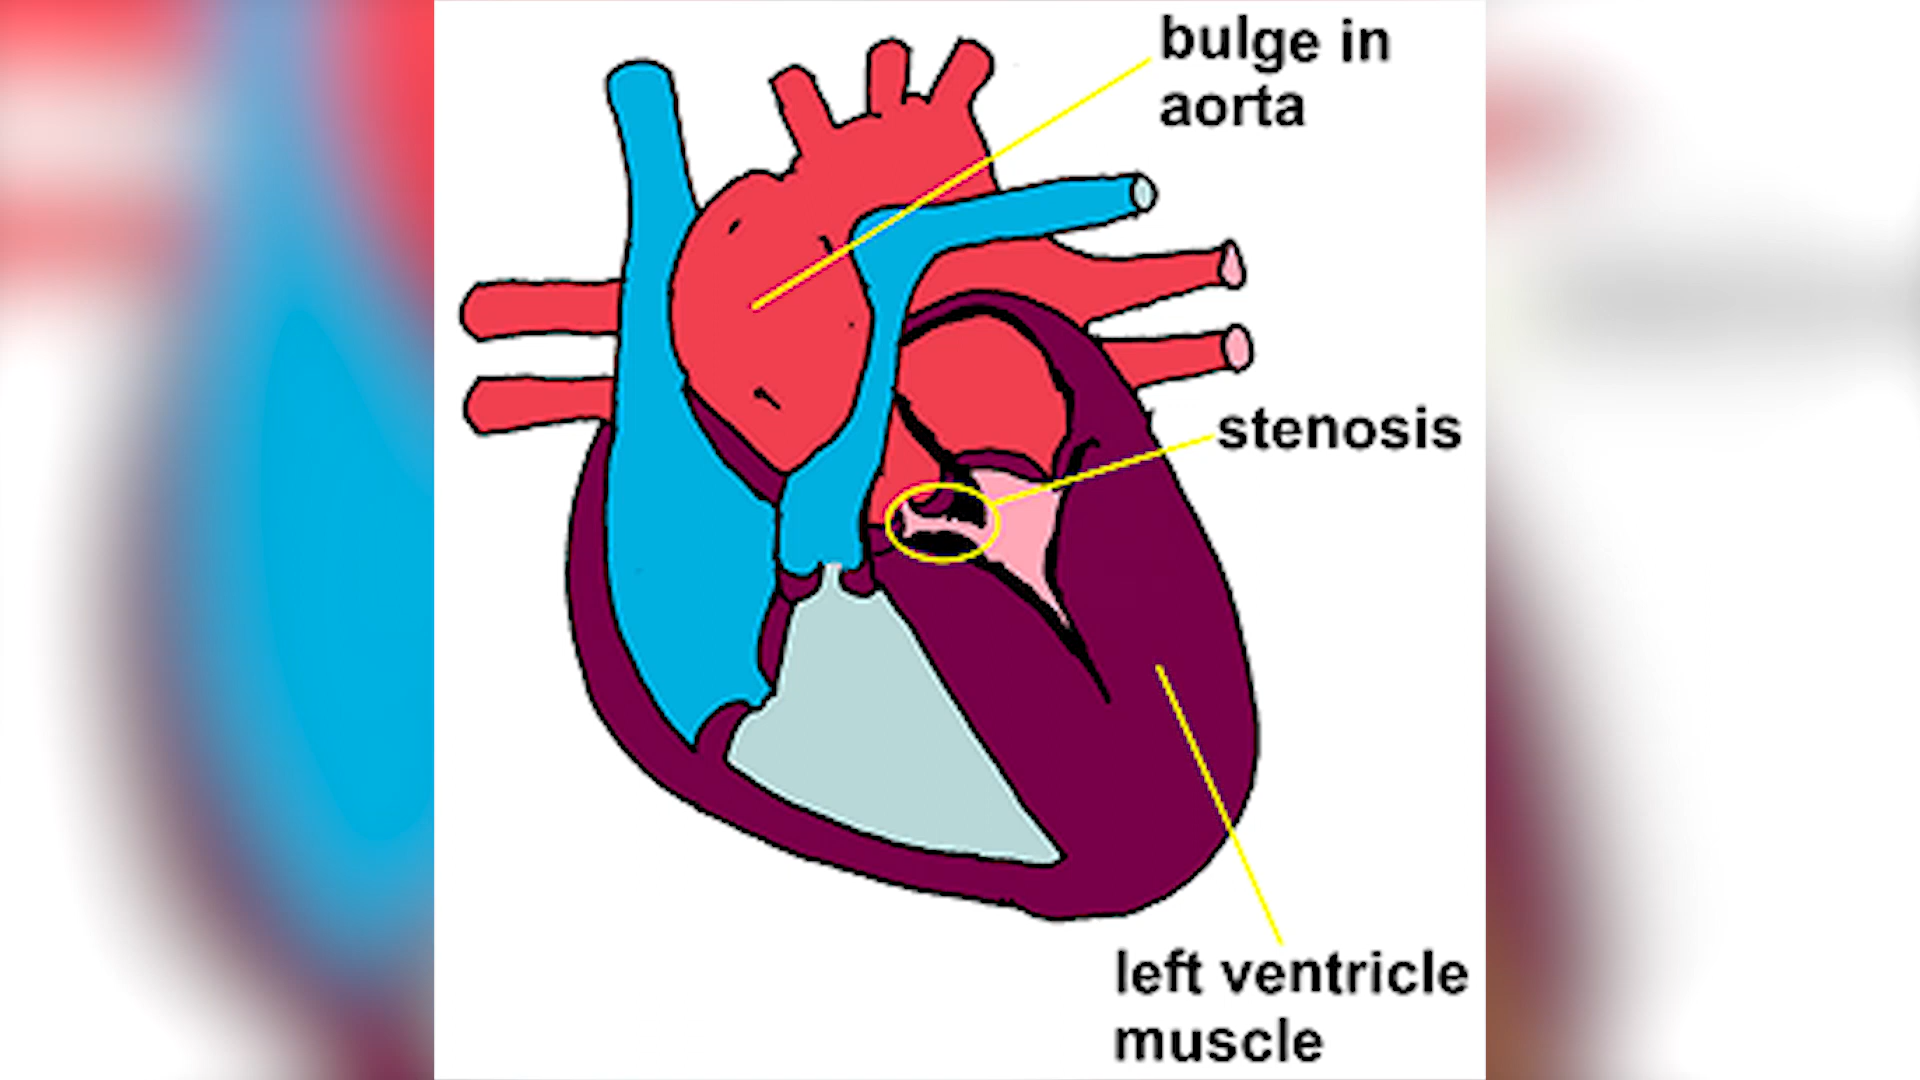 bulge in
aorta
stenosis
left ventricle
muscle